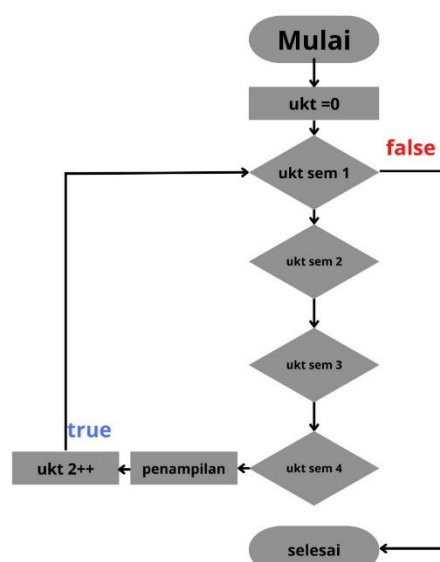 Mulai
ukt =0
false
ukt sem 1
ukt sem 2
ukt sem 3
true
ukt sem 4
penampilan
ukt 2++
selesai